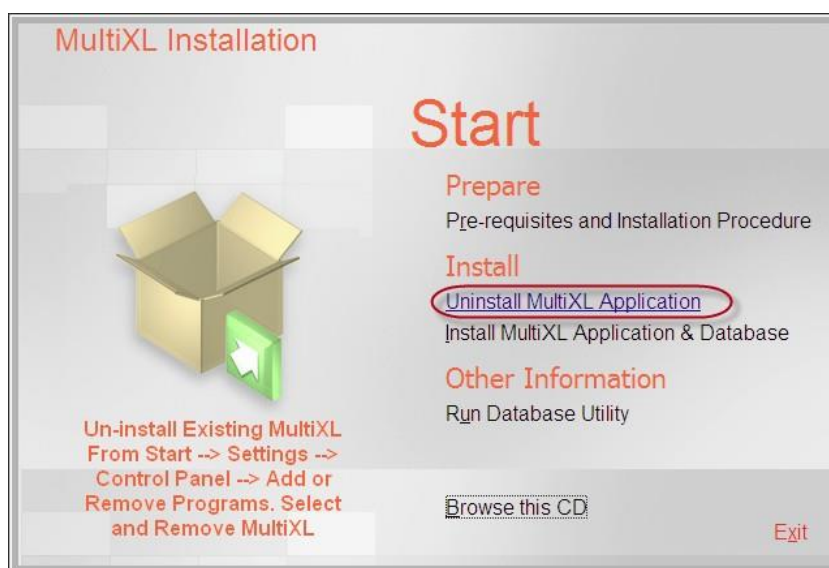 MultiXL Installation
Start
Prepare
Pre-requisites and Installation Procedure
Install
Uninstall MultiXL Application
Install MultiXL Application & Database
Other Information
Run Database Utility
Un-install Existing MultiXL
From Start --> Settings -->
Control Panel --> Add or
Remove Programs. Select
and Remove MultiXL
Browse this CD
Exit